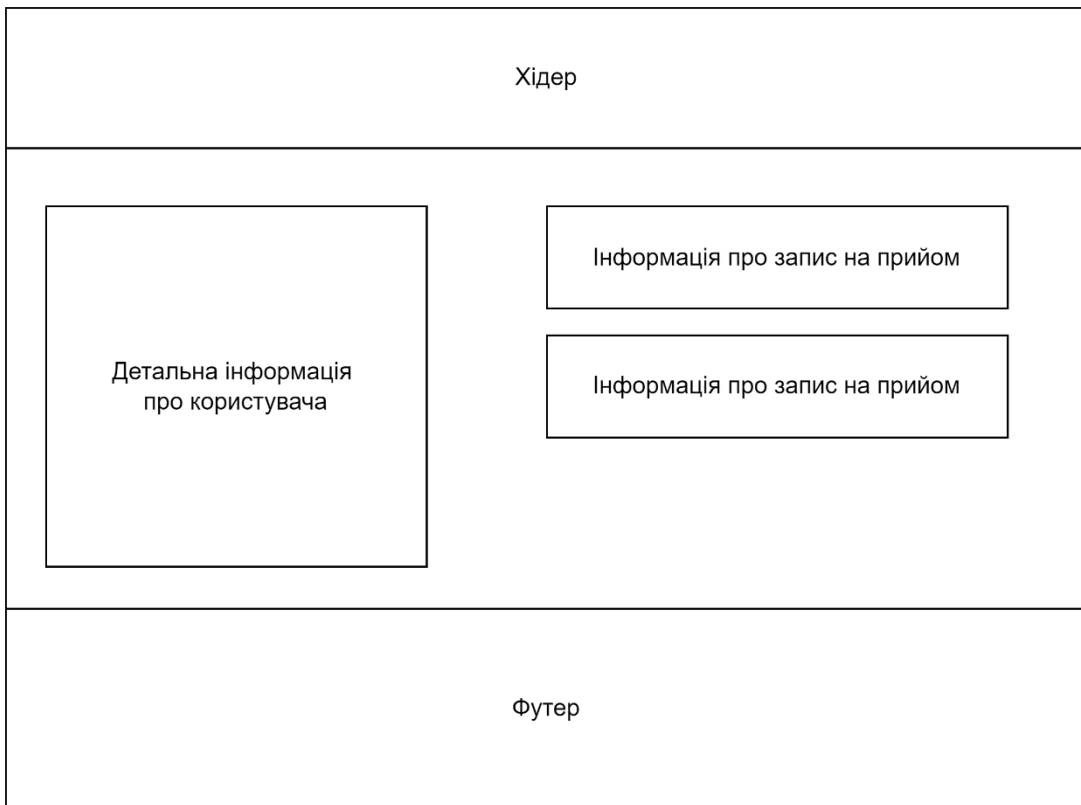 Хідер
Детальна інформація
про користувача
Інформація про запис на прийом
Інформація про запис на прийом
Футер